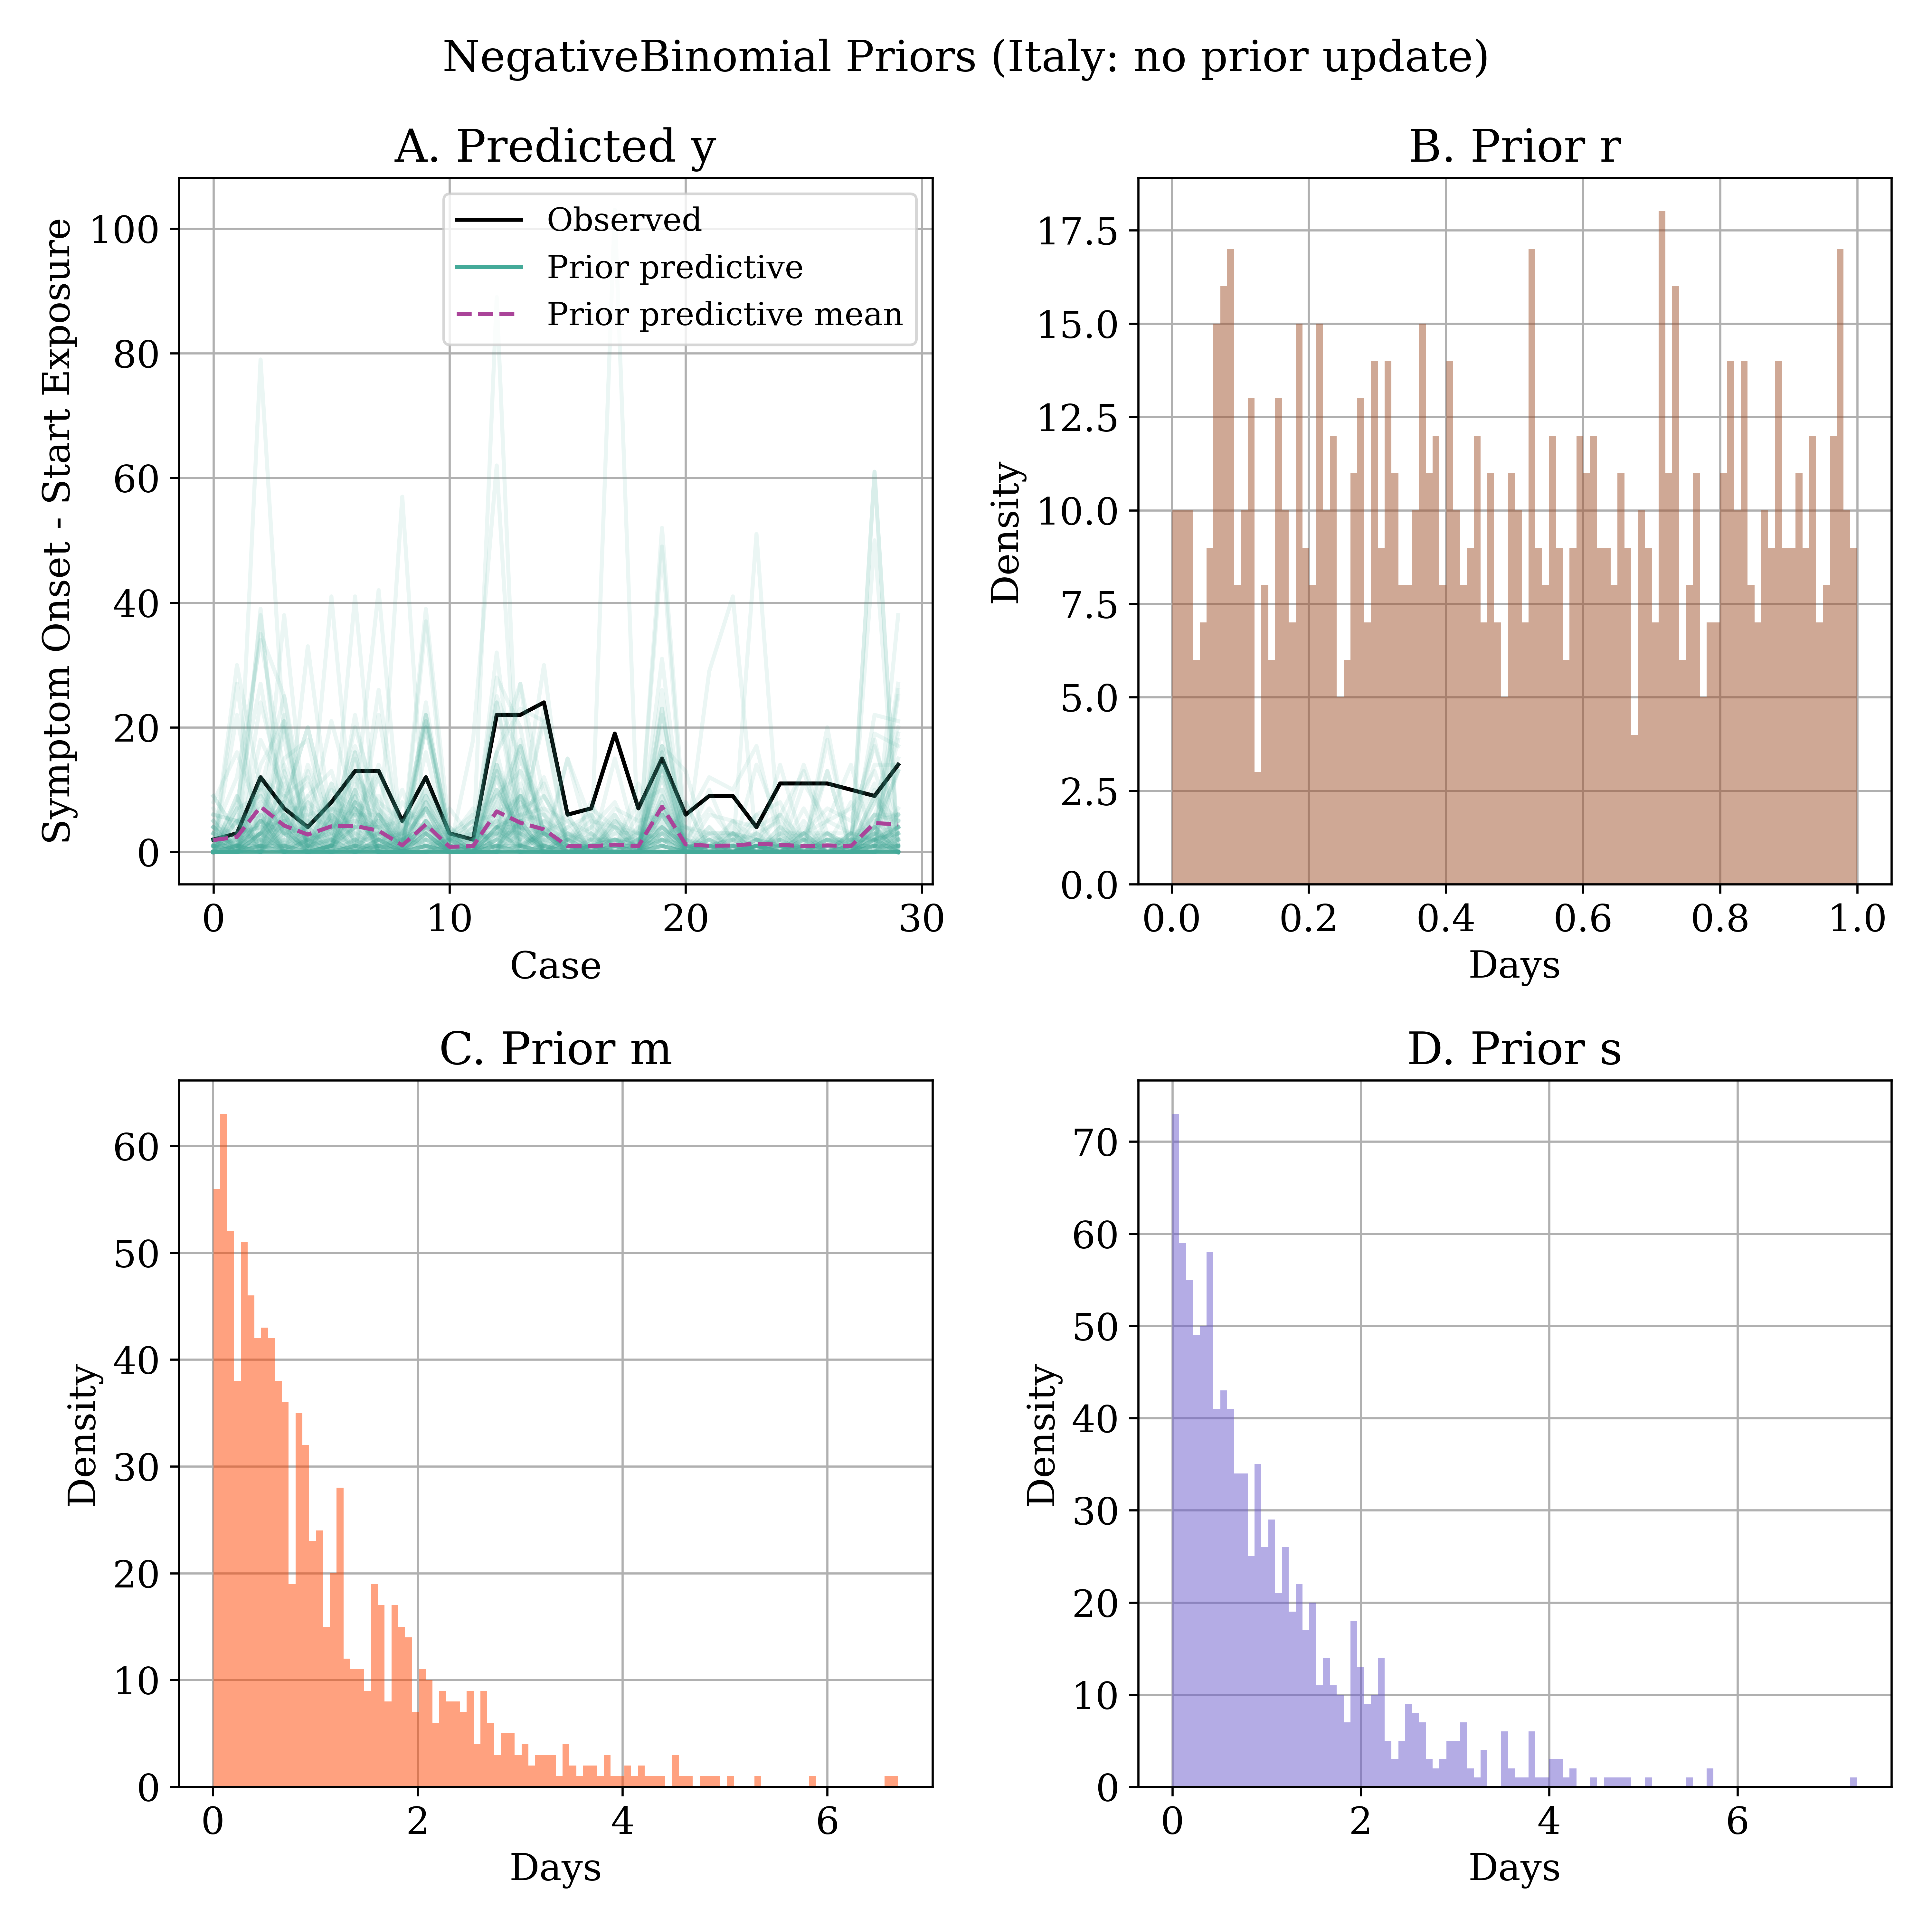 NegativeBinomial Priors (Italy: no prior update)
A. Predicted y
Symptom Onset - Start Exposure
100
80
60
40
20
0
Observed
Prior predictive
Prior predictive mean
0 10 20 30
Case
B. Prior r
Density
17.5
15.0
12.5
10.0
7.5
5.0
2.5
0.0
0.0 0.2 0.4 0.6 0.8 1.0
Days
C. Prior m
Density
60
50
40
30
20
10
0
0 2 4 6
Days
D. Prior s
Density
70
60
50
40
30
20
10
0
0 2 4 6
Days